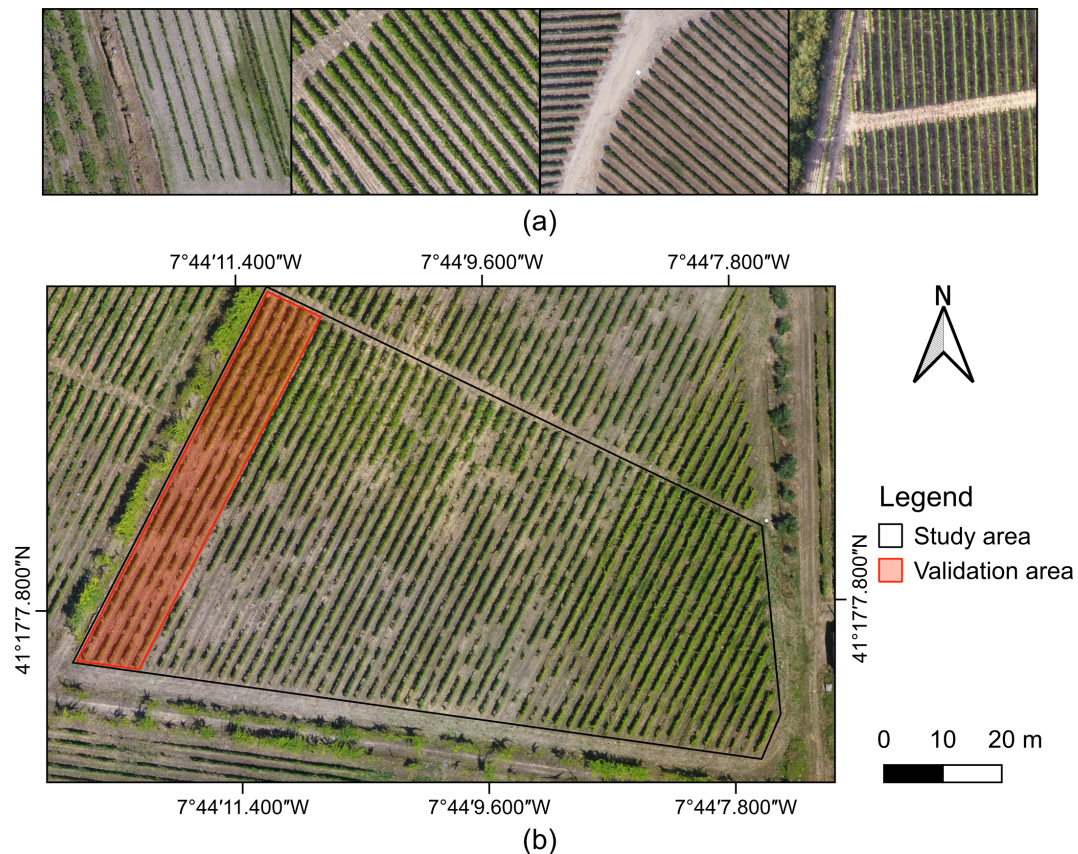 (a)
7°44′11.400″W 7°44′9.600″W 7°44′7.800″W
N
Legend
Study area
Validation area
41°17′7.800″N
41°17′7.800″N
0 10 20 m
7°44′11.400″W 7°44′9.600″W 7°44′7.800″W
(b)